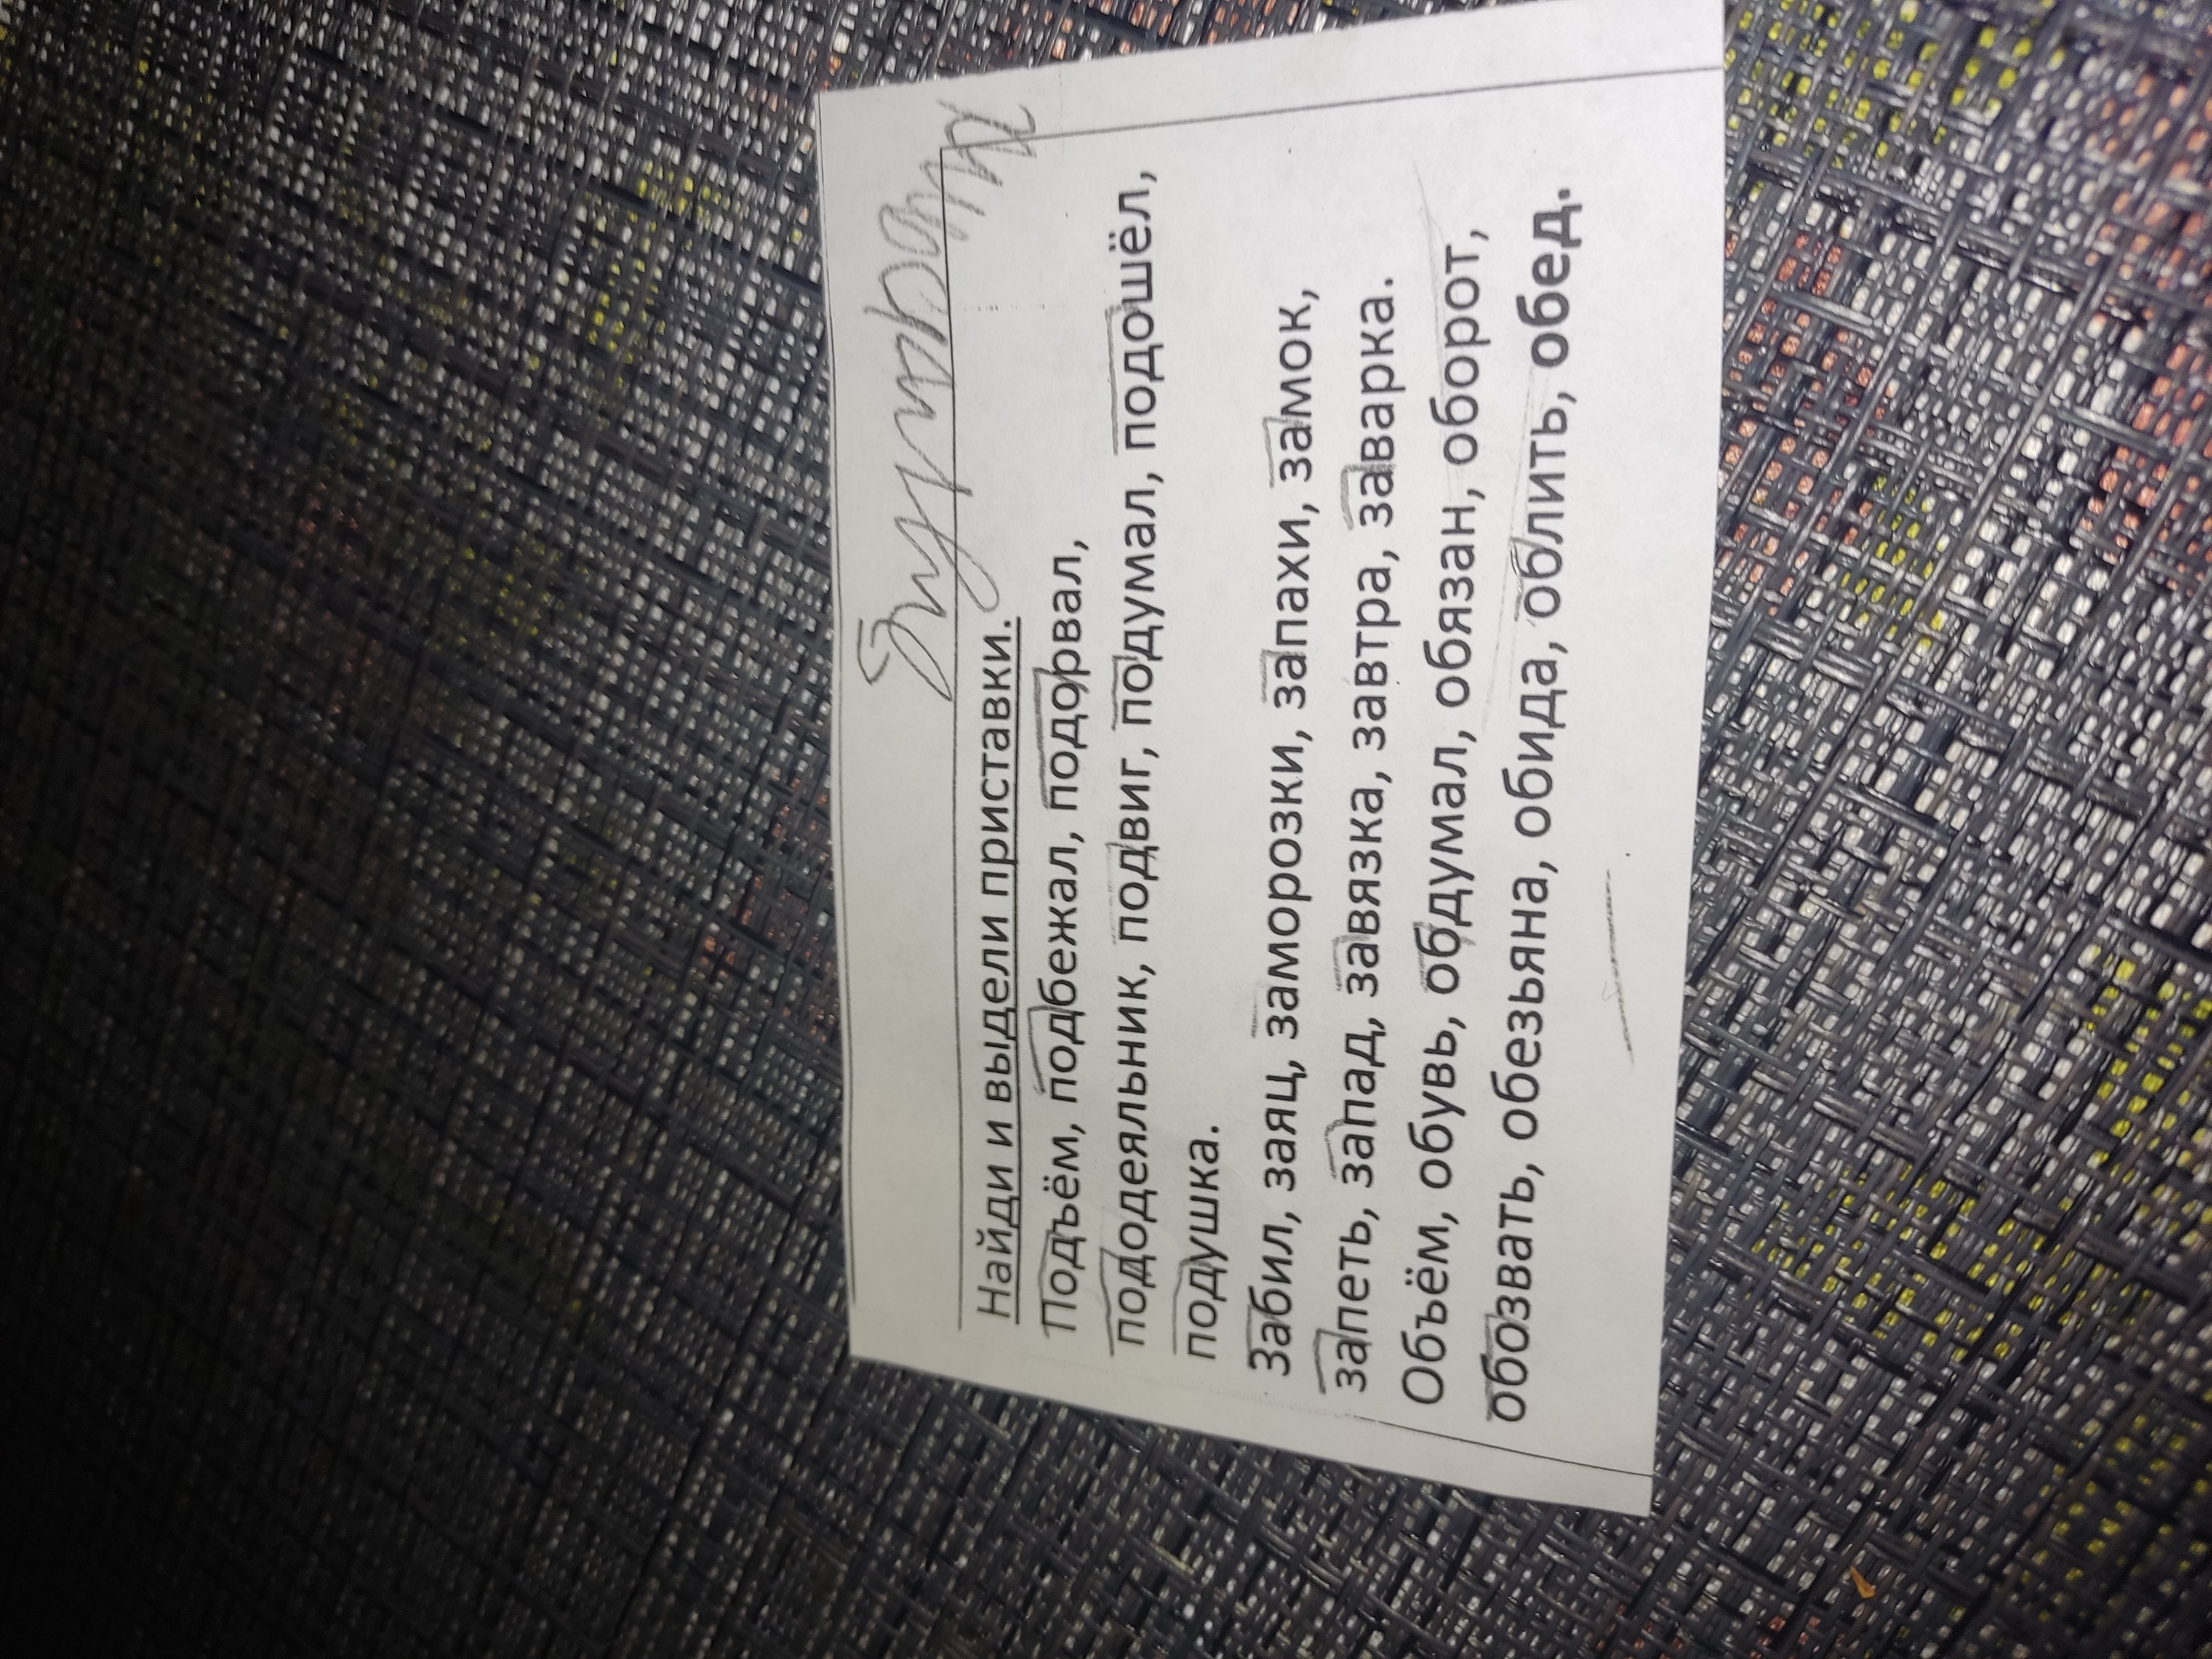 Найди и выдели приставки.
Подъём, подбежал, подорвал,
пододеяльник, подвиг, подумал, подошёл,
подушка.
Забил, заяц, заморозки, запахи, замок,
запеть, запад, завязка, завтра, заварка.
Объём, обувь, обдумал, обязан, оборот,
обозвать, обезьяна, обида, облить, обед.